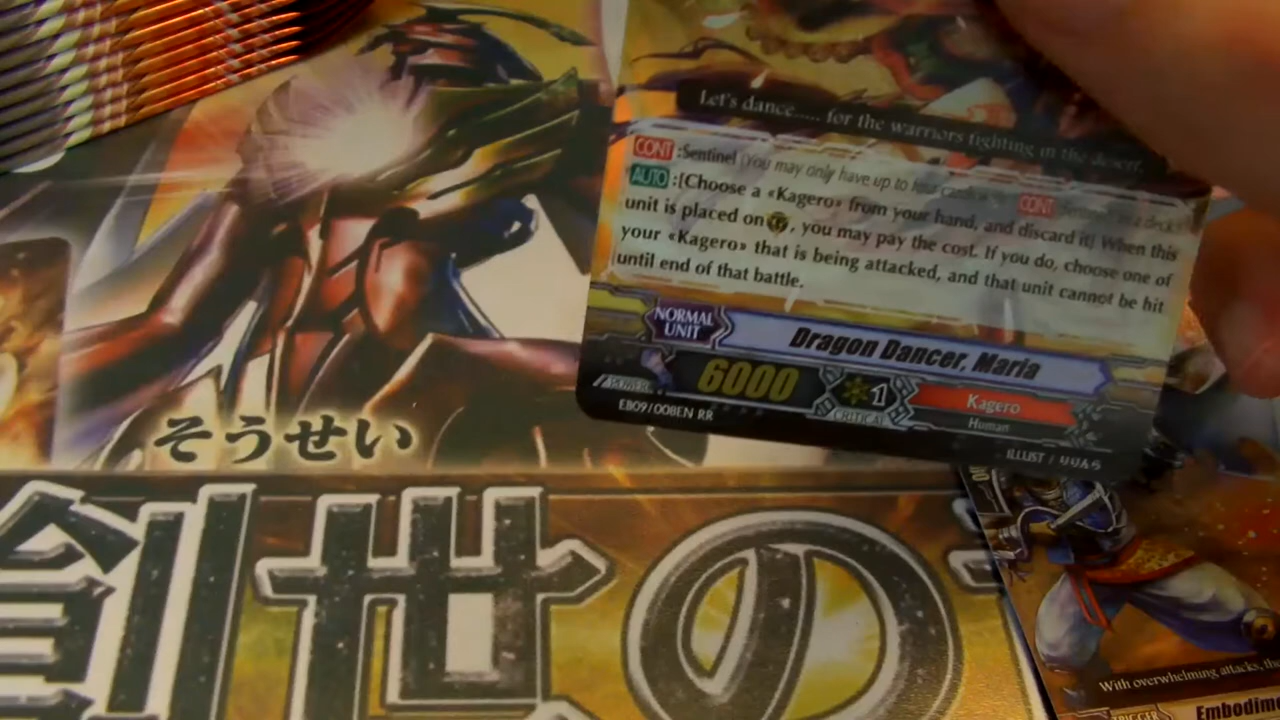 Let's dance..... for the warriors fighting in the desert.
CONT :Sentinel (You may only have up to four cards with CONT
AUTO :[Choose a «Kagero» from your hand, and discard it] When this
unit is placed on , you may pay the cost. If you do, choose one of
your «Kagero» that is being attacked, and that unit cannot be hit
until end of that battle.
NORMAL
UNIT
Dragon Dancer, Maria
POWER 6000
1
CRITICAL
Kagero
Human
EB09/008EN RR
ILLUST /
そうせい
創世の
With overwhelming attacks, the
TRIGGER
Embodim